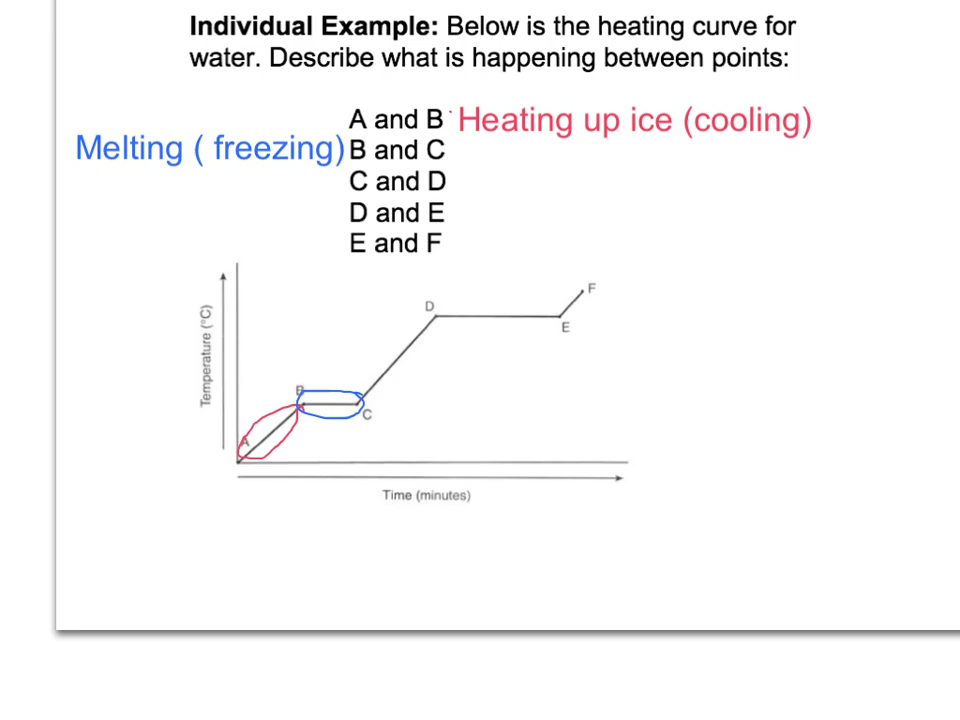 Individual Example: Below is the heating curve for
water. Describe what is happening between points:
A and B Heating up ice (cooling)
Melting ( freezing) B and C
C and D
D and E
E and F
F
D
E
B
C
A
Temperature (°C)
Time (minutes)